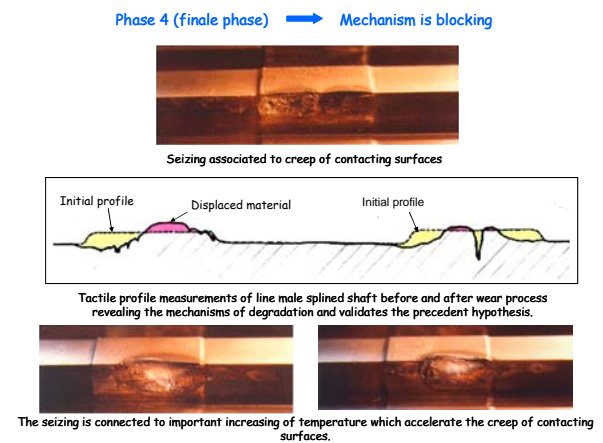 Phase 4 (finale phase) Mechanism is blocking
Seizing associated to creep of contacting surfaces
Initial profile
Displaced material
Initial profile
Tactile profile measurements of line male splined shaft before and after wear process
revealing the mechanisms of degradation and validates the precedent hypothesis.
The seizing is connected to important increasing of temperature which accelerate the creep of contacting
surfaces.